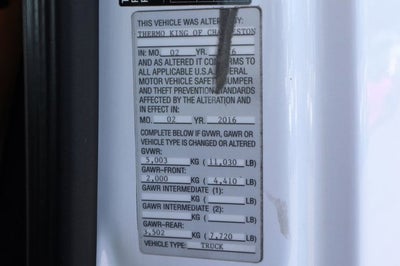 THIS VEHICLE WAS ALTERED BY
THERMO KING OF CHARLESTON
IN: MO. 02 YR. 2016
AND AS ALTERED IT CONFORMS TO
ALL APPLICABLE U.S.A. FEDERAL
MOTOR VEHICLE SAFETY, BUMPER
AND THEFT PREVENTION STANDARDS
AFFECTED BY THE ALTERATION AND
IN EFFECT IN:
MO. 02 YR. 2016
COMPLETE BELOW IF GVWR, GAWR OR
VEHICLE TYPE IS CHANGED OR ALTERED
GVWR:
5,003 KG ( 11,030 LB)
GAWR-FRONT:
2,000 KG ( 4,410 LB)
GAWR INTERMEDIATE (1):
KG ( LB)
GAWR INTERMEDIATE (2):
KG ( LB)
GAWR-REAR:
3,502 KG ( 7,720 LB)
VEHICLE TYPE: TRUCK